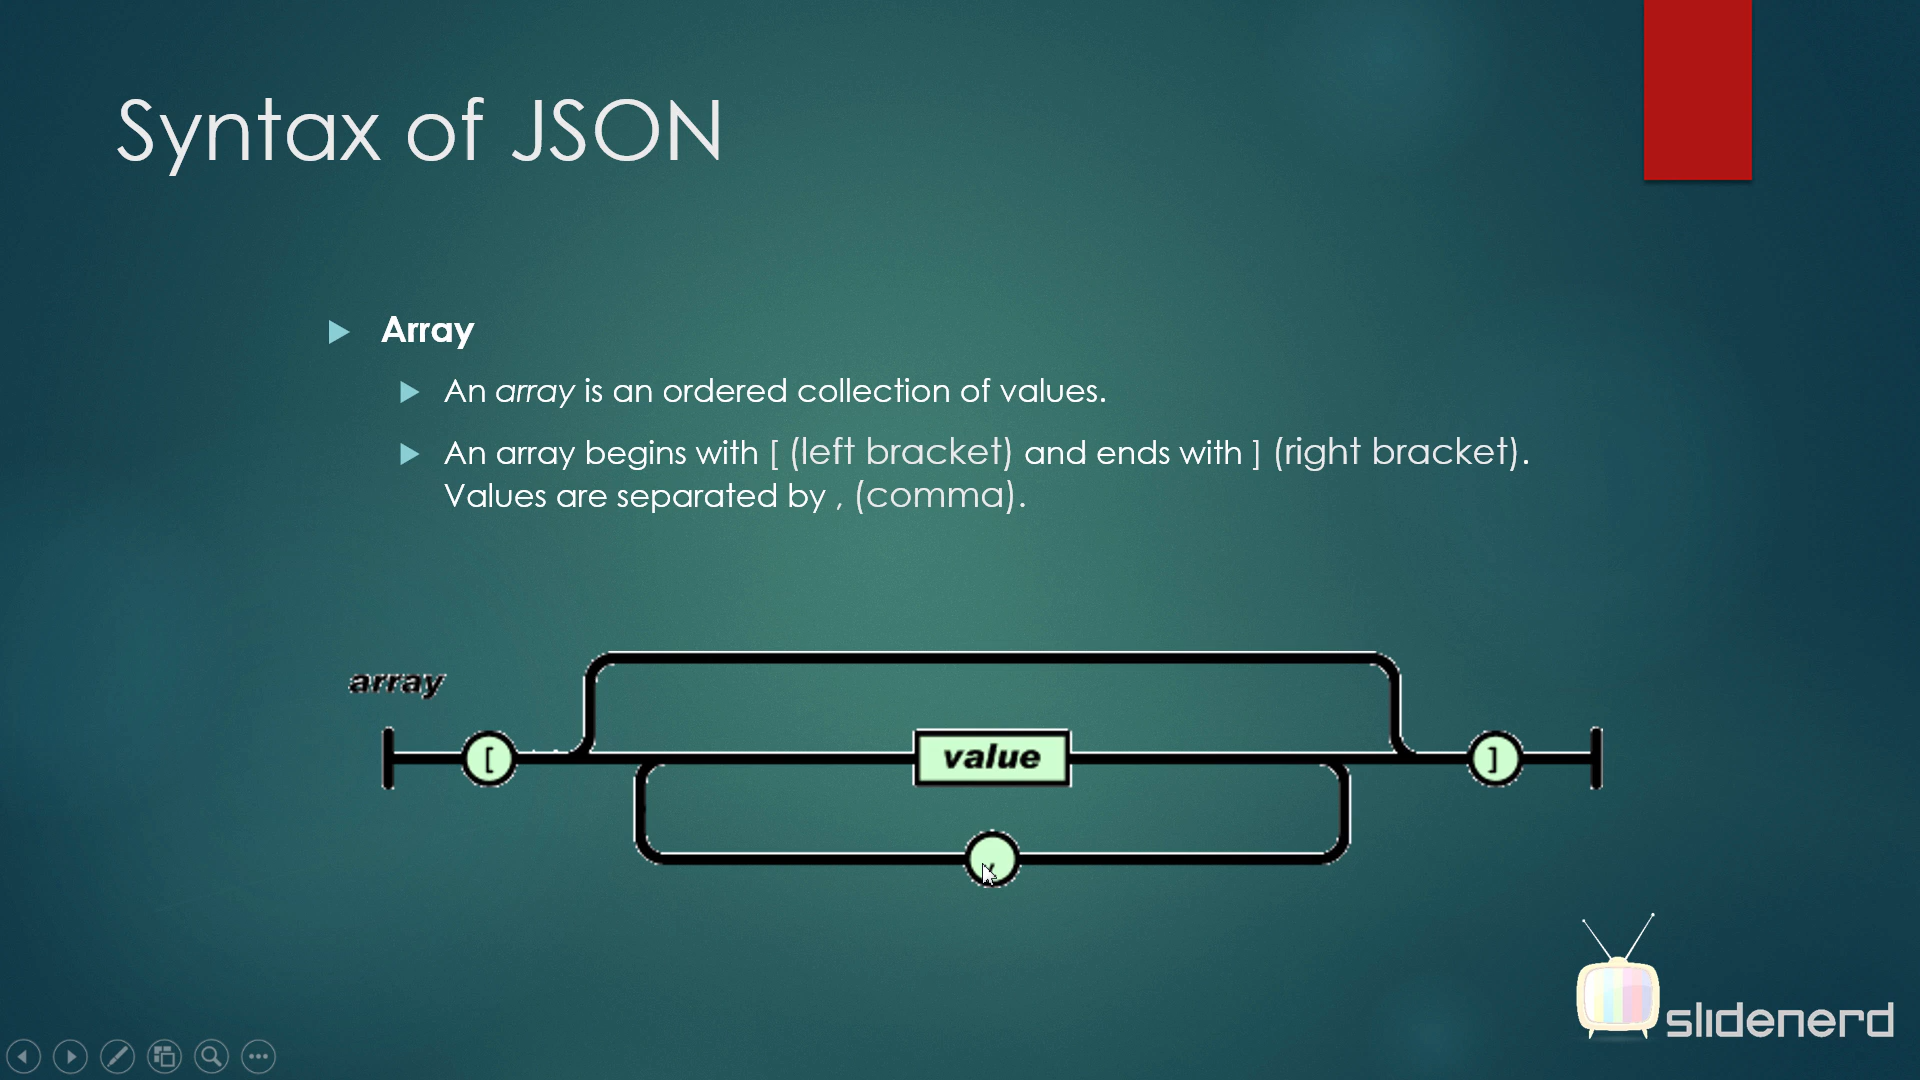 Syntax of JSON
Array
An array is an ordered collection of values.
An array begins with [ (left bracket) and ends with ] (right bracket).
Values are separated by , (comma).
array
[
value
]
,
slidenerd